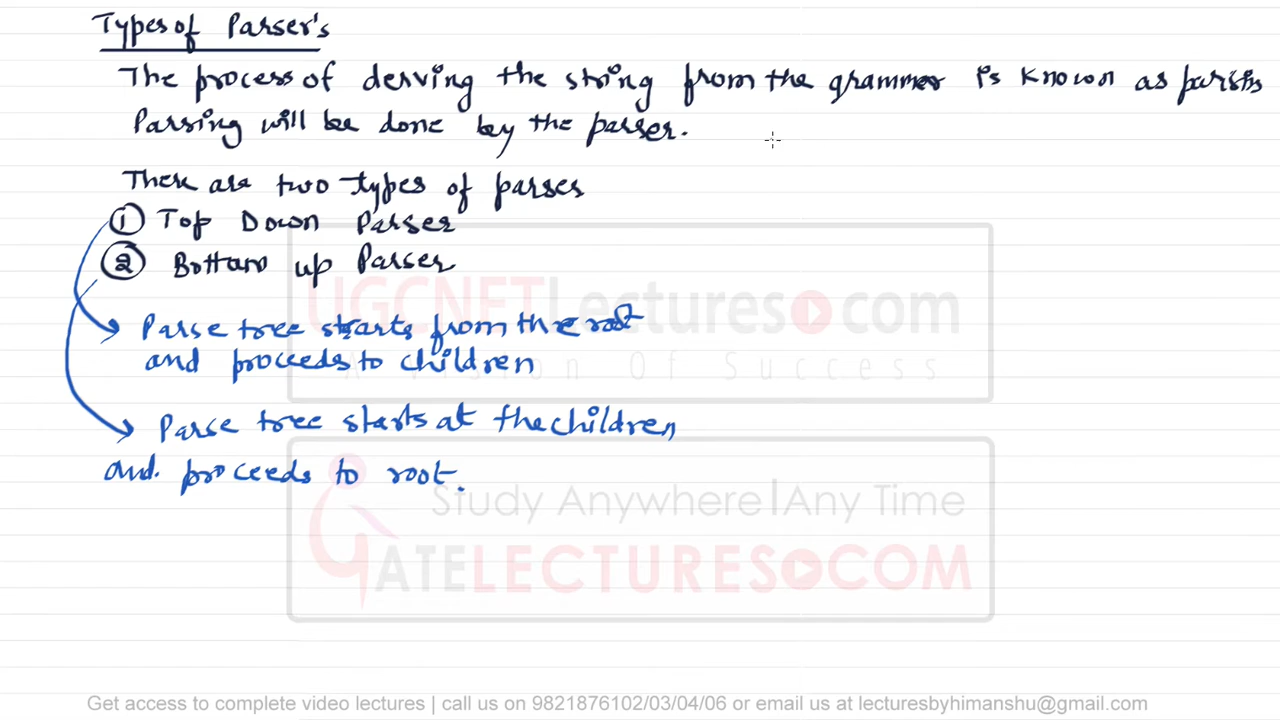 Types of Parser's
The process of derving the string from the grammer is known as parsing
Parsing will be done by the parser.
There are two types of parses
① Top Down Parser
② Bottom up Parser
UGCNETLectures.com
Parse tree starts from the root
A Vision Of Success
and proceeds to children
Parse tree starts at the children
and. proceeds to root.
Study Anywhere|Any Time
GATELECTURES.COM
Get access to complete video lectures | call us on 9821876102/03/04/06 or email us at lecturesbyhimanshu@gmail.com